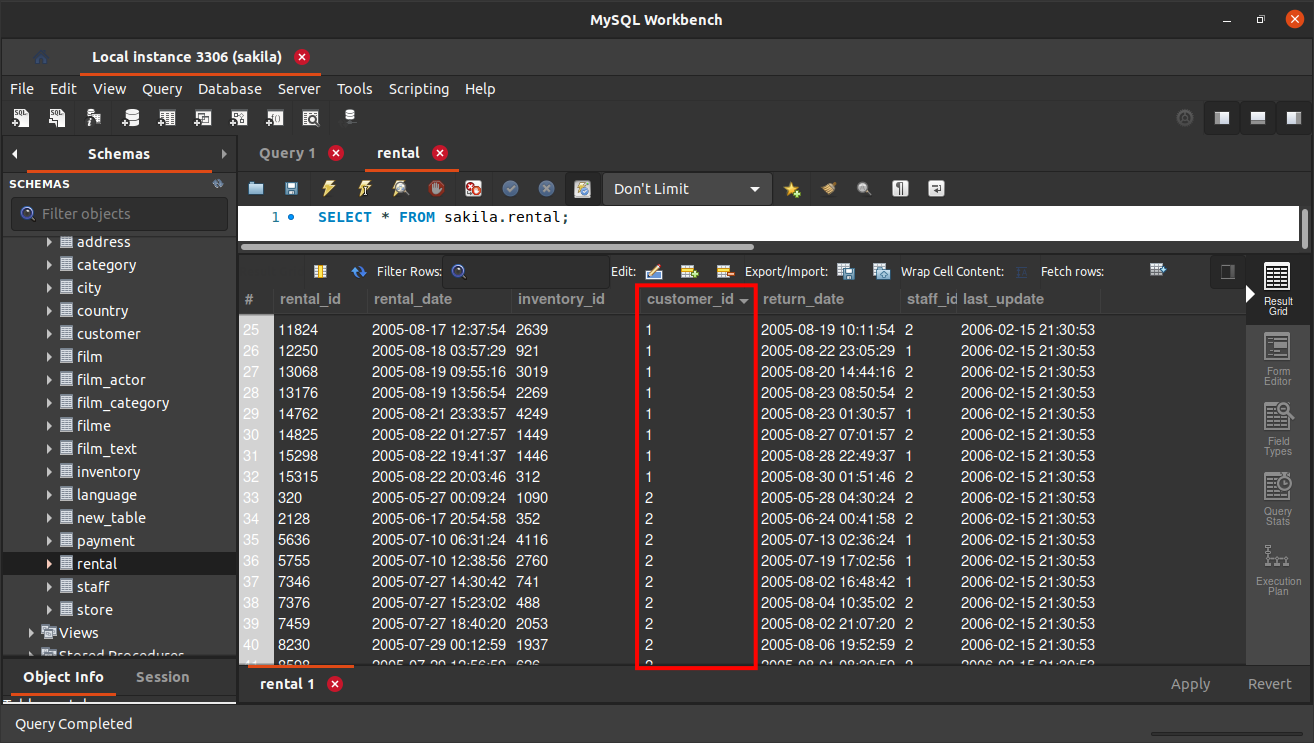 MySQL Workbench
Local instance 3306 (sakila)
File Edit View Query Database Server Tools Scripting Help
Schemas
SCHEMAS
Filter objects
address
category
city
country
customer
film
film_actor
film_category
filme
film_text
inventory
language
new_table
payment
rental
staff
store
Views
Stored Procedures
Object Info Session
Query 1 rental
Don't Limit
1 SELECT * FROM sakila.rental;
Filter Rows: Edit: Export/Import: Wrap Cell Content: Fetch rows:
# rental_id rental_date inventory_id customer_id return_date staff_id last_update
25 11824 2005-08-17 12:37:54 2639 1 2005-08-19 10:11:54 2 2006-02-15 21:30:53
26 12250 2005-08-18 03:57:29 921 1 2005-08-22 23:05:29 1 2006-02-15 21:30:53
27 13068 2005-08-19 09:55:16 3019 1 2005-08-20 14:44:16 2 2006-02-15 21:30:53
28 13176 2005-08-19 13:56:54 2269 1 2005-08-23 08:50:54 2 2006-02-15 21:30:53
29 14762 2005-08-21 23:33:57 4249 1 2005-08-23 01:30:57 1 2006-02-15 21:30:53
30 14825 2005-08-22 01:27:57 1449 1 2005-08-27 07:01:57 2 2006-02-15 21:30:53
31 15298 2005-08-22 19:41:37 1446 1 2005-08-28 22:49:37 1 2006-02-15 21:30:53
32 15315 2005-08-22 20:03:46 312 1 2005-08-30 01:51:46 2 2006-02-15 21:30:53
33 320 2005-05-27 00:09:24 1090 2 2005-05-28 04:30:24 2 2006-02-15 21:30:53
34 2128 2005-06-17 20:54:58 352 2 2005-06-24 00:41:58 2 2006-02-15 21:30:53
35 5636 2005-07-10 06:31:24 4116 2 2005-07-13 02:36:24 1 2006-02-15 21:30:53
36 5755 2005-07-10 12:38:56 2760 2 2005-07-19 17:02:56 1 2006-02-15 21:30:53
37 7346 2005-07-27 14:30:42 741 2 2005-08-02 16:48:42 1 2006-02-15 21:30:53
38 7376 2005-07-27 15:23:02 488 2 2005-08-04 10:35:02 2 2006-02-15 21:30:53
39 7459 2005-07-27 18:40:20 2053 2 2005-08-02 21:07:20 2 2006-02-15 21:30:53
40 8230 2005-07-29 00:12:59 1937 2 2005-08-06 19:52:59 2 2006-02-15 21:30:53
Result
Grid
Form
Editor
Field
Types
Query
Stats
Execution
Plan
rental 1
Apply Revert
Query Completed